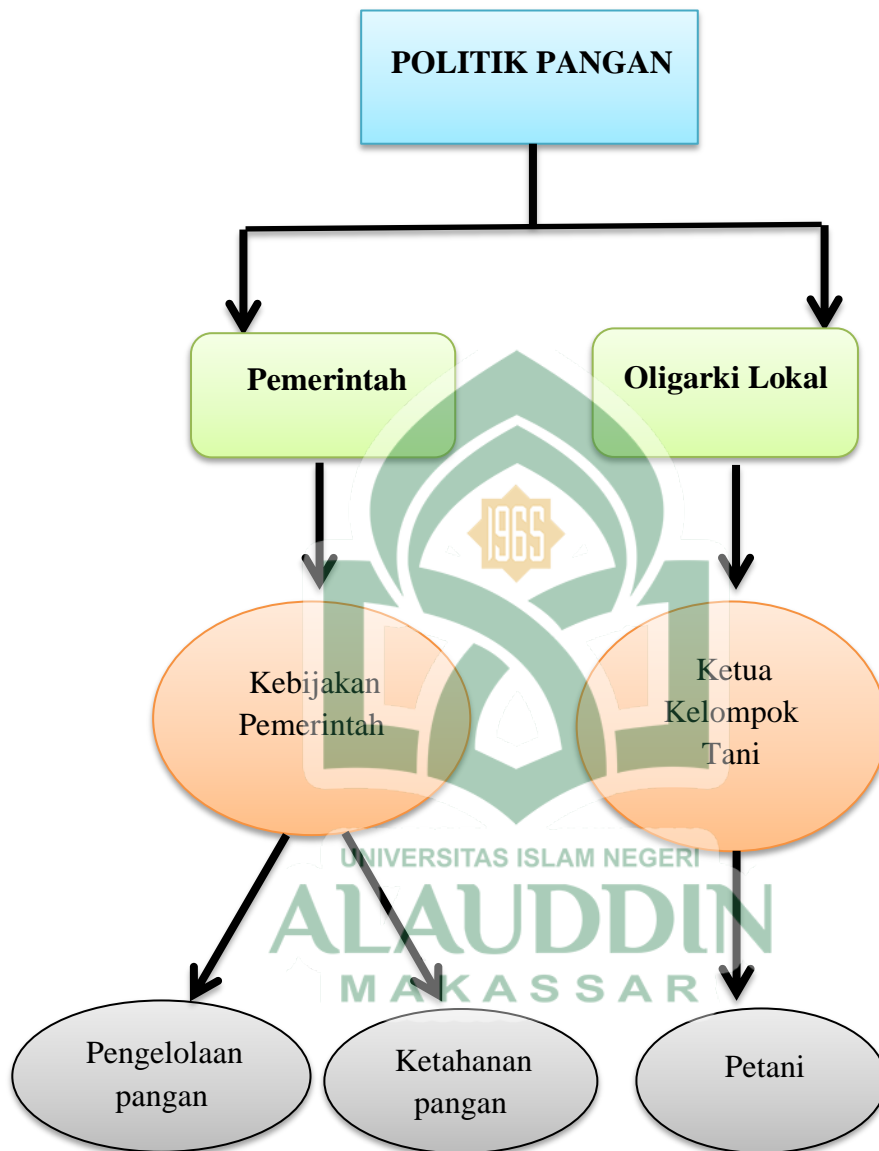 POLITIK PANGAN
Pemerintah
Oligarki Lokal
1965
Kebijakan
Pemerintah
Ketua
Kelompok
Tani
UNIVERSITAS ISLAM NEGERI
ALAUDDIN
MAKASSAR
Pengelolaan
pangan
Ketahanan
pangan
Petani